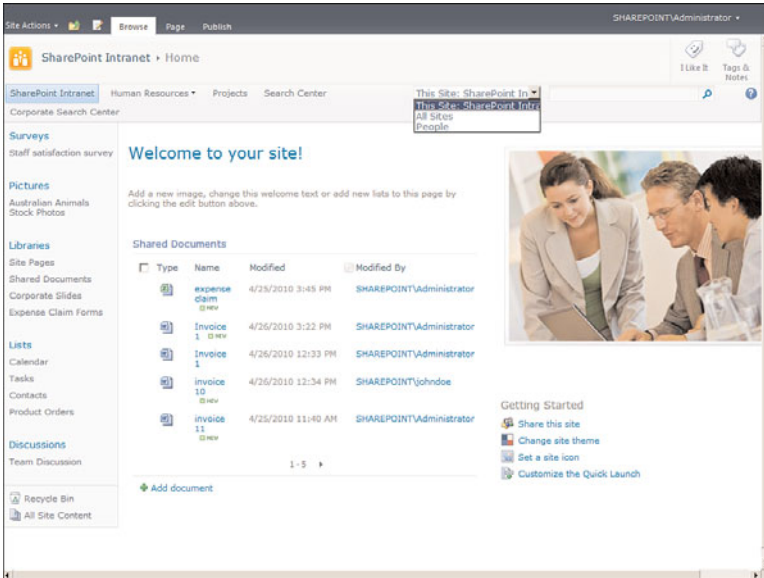 SHAREPOINT\Administrator
Site Actions Browse Page Publish
SharePoint Intranet Home
I Like It Tags &
Notes
SharePoint Intranet Human Resources Projects Search Center This Site: SharePoint In
This Site: SharePoint Intra
All Sites
People
Corporate Search Center
Surveys
Staff satisfaction survey
Pictures
Australian Animals
Stock Photos
Libraries
Site Pages
Shared Documents
Corporate Slides
Expense Claim Forms
Lists
Calendar
Tasks
Contacts
Product Orders
Discussions
Team Discussion
Recycle Bin
All Site Content
Welcome to your site!
Add a new image, change this welcome text or add new lists to this page by
clicking the edit button above.
Shared Documents
Type Name Modified Modified By
expense 4/25/2010 3:45 PM SHAREPOINT\Administrator
claim
NEW
Invoice 4/26/2010 3:22 PM SHAREPOINT\Administrator
1 NEW
Invoice 4/26/2010 12:33 PM SHAREPOINT\Administrator
1
invoice 4/26/2010 12:34 PM SHAREPOINT\johndoe
10
NEW
invoice 4/25/2010 11:40 AM SHAREPOINT\Administrator
11
NEW
1 - 5
Add document
Getting Started
Share this site
Change site theme
Set a site icon
Customize the Quick Launch